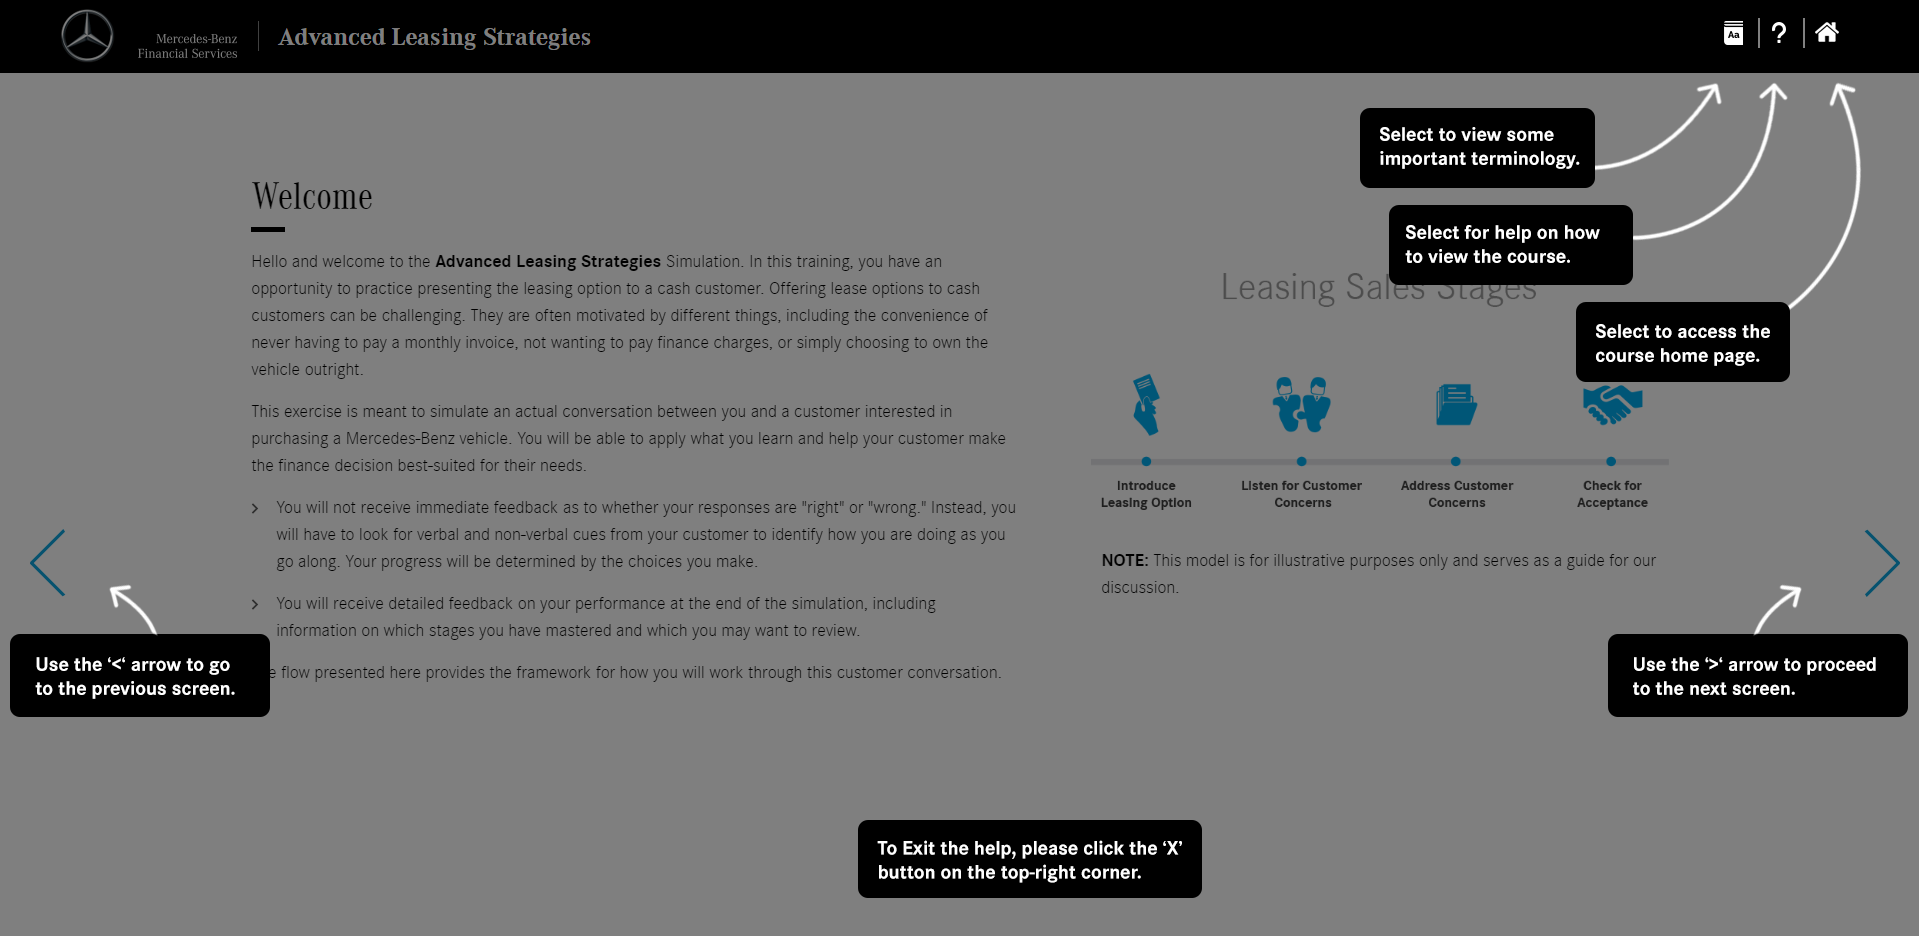 Mercedes-Benz
Financial Services
Advanced Leasing Strategies
Aa
?
Select to view some
important terminology.
Select for help on how
to view the course.
Select to access the
course home page.
Welcome
Hello and welcome to the Advanced Leasing Strategies Simulation. In this training, you have an
opportunity to practice presenting the leasing option to a cash customer. Offering lease options to cash
customers can be challenging. They are often motivated by different things, including the convenience of
never having to pay a monthly invoice, not wanting to pay finance charges, or simply choosing to own the
vehicle outright.
This exercise is meant to simulate an actual conversation between you and a customer interested in
purchasing a Mercedes-Benz vehicle. You will be able to apply what you learn and help your customer make
the finance decision best-suited for their needs.
You will not receive immediate feedback as to whether your responses are "right" or "wrong." Instead, you
will have to look for verbal and non-verbal cues from your customer to identify how you are doing as you
go along. Your progress will be determined by the choices you make.
You will receive detailed feedback on your performance at the end of the simulation, including
information on which stages you have mastered and which you may want to review.
e flow presented here provides the framework for how you will work through this customer conversation.
Leasing Sales Stages
Introduce
Leasing Option
Listen for Customer
Concerns
Address Customer
Concerns
Check for
Acceptance
NOTE: This model is for illustrative purposes only and serves as a guide for our
discussion.
Use the ‘<‘ arrow to go
to the previous screen.
Use the ‘>‘ arrow to proceed
to the next screen.
To Exit the help, please click the ‘X’
button on the top-right corner.